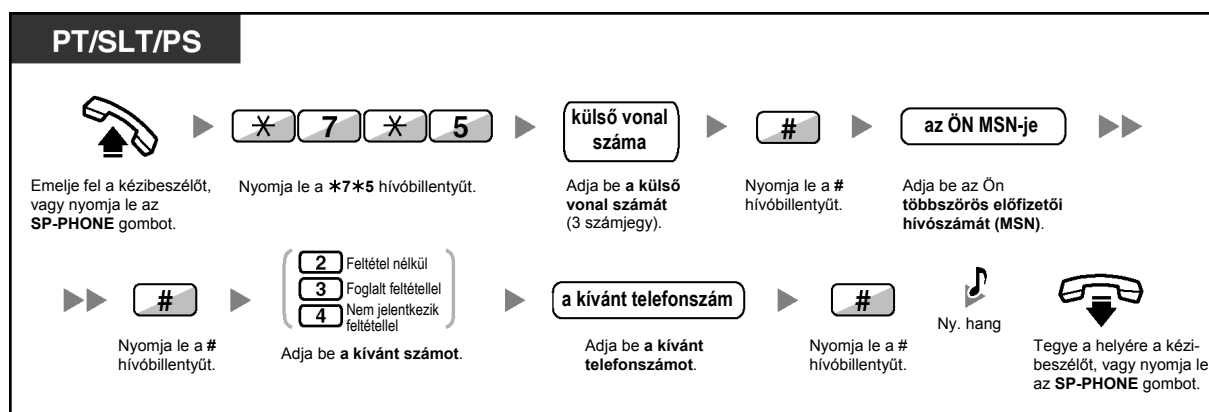 PT/SLT/PS
* 7 * 5
külső vonal
száma
#
az ÖN MSN-je
Emelje fel a kézibeszélőt,
vagy nyomja le az
SP-PHONE gombot.
Nyomja le a *7*5 hívóbillentyűt.
Adja be a külső
vonal számát
(3 számjegy).
Nyomja le a #
hívóbillentyűt.
Adja be az Ön
többszörös előfizetői
hívószámát (MSN).
#
2 Feltétel nélkül
3 Foglalt feltétellel
4 Nem jelentkezik
feltétellel
a kívánt telefonszám
#
Ny. hang
Nyomja le a #
hívóbillentyűt.
Adja be a kívánt számot.
Adja be a kívánt
telefonszámot.
Nyomja le a #
hívóbillentyűt.
Tegye a helyére a kézi-
beszélőt, vagy nyomja le
az SP-PHONE gombot.